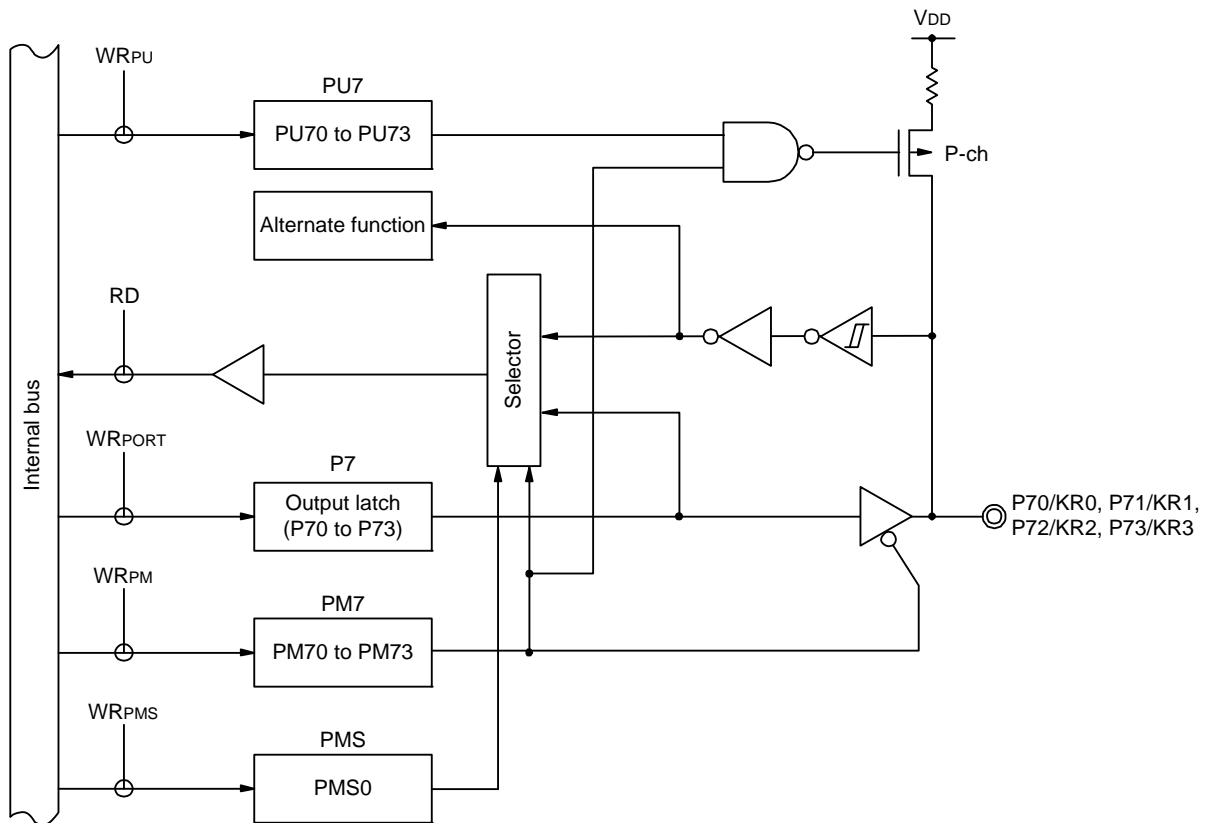 VDD
WRPU
PU7
PU70 to PU73
P-ch
Alternate function
RD
Selector
Internal bus
WRPORT
P7
Output latch
(P70 to P73)
P70/KR0, P71/KR1,
P72/KR2, P73/KR3
WRPM
PM7
PM70 to PM73
WRPMS
PMS
PMS0